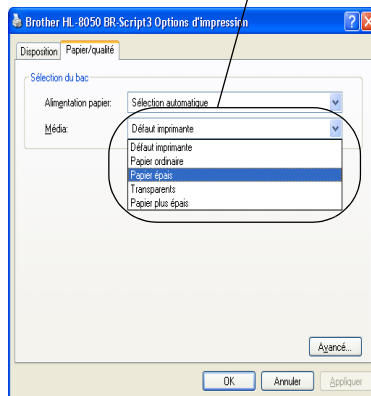 Brother HL-8050 BR-Script3 Options d'impression
Disposition Papier/qualité
Sélection du bac
Alimentation papier: Sélection automatique
Média: Défaut imprimante
Défaut imprimante
Papier ordinaire
Papier épais
Transparents
Papier plus épais
Avancé...
OK Annuler Appliquer